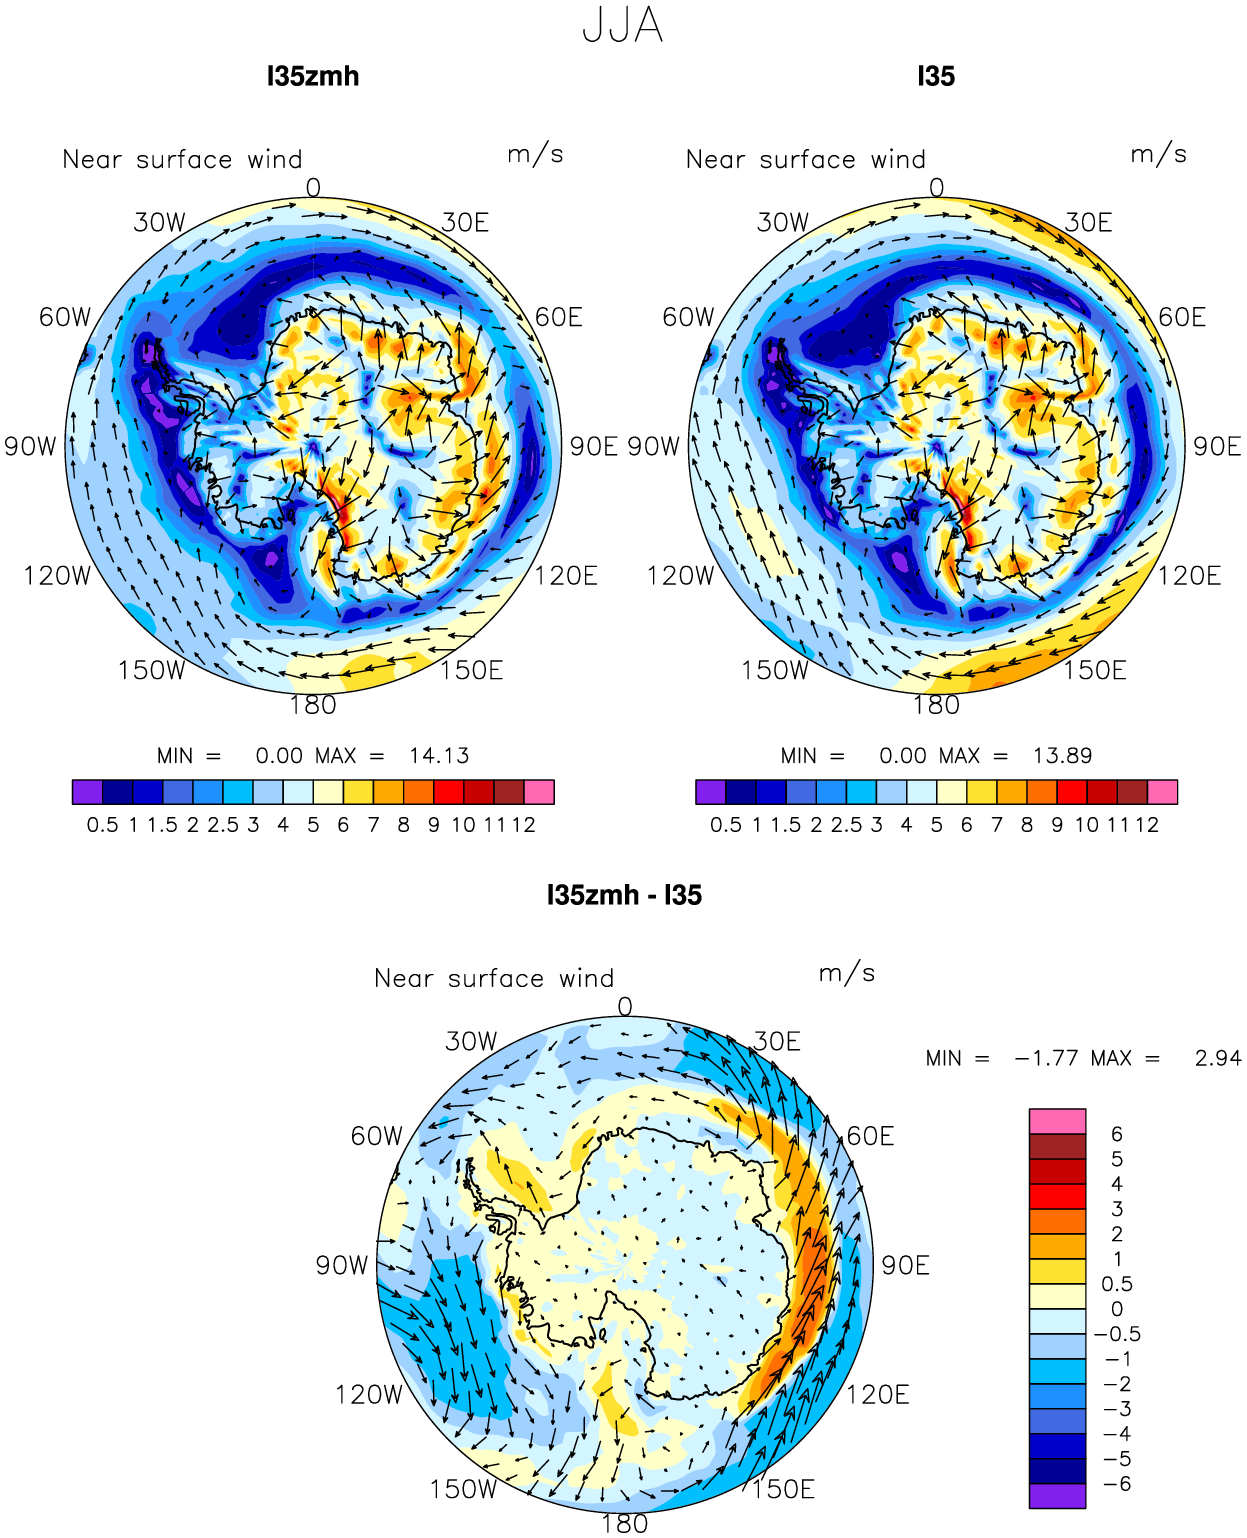 JJA
I35zmh
I35
Near surface wind m/s
Near surface wind m/s
0
30W 30E
60W 60E
90W 90E
120W 120E
150W 150E
180
0
30W 30E
60W 60E
90W 90E
120W 120E
150W 150E
180
MIN = 0.00 MAX = 14.13
0.5 1 1.5 2 2.5 3 4 5 6 7 8 9 10 11 12
MIN = 0.00 MAX = 13.89
0.5 1 1.5 2 2.5 3 4 5 6 7 8 9 10 11 12
I35zmh - I35
Near surface wind m/s
0
30W 30E
60W 60E
90W 90E
120W 120E
150W 150E
180
MIN = -1.77 MAX = 2.94
6
5
4
3
2
1
0.5
0
-0.5
-1
-2
-3
-4
-5
-6